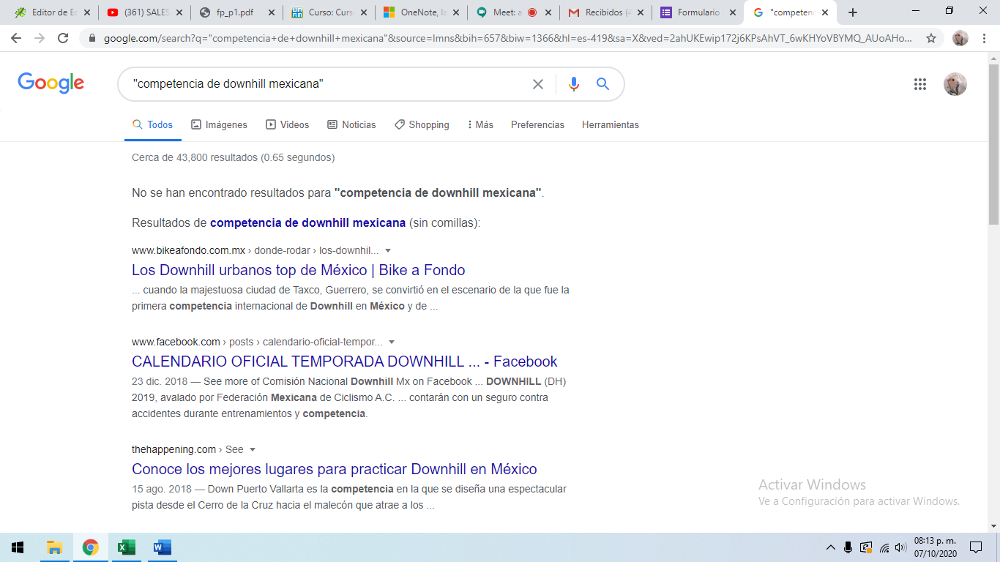 Editor de Ec
(361) SALES
fp_p1.pdf
Curso: Curs
OneNote, la
Meet: a
Recibidos (4
Formulario
"competenc
google.com/search?q="competencia+de+downhill+mexicana"&source=lmns&bih=657&biw=1366&hl=es-419&sa=X&ved=2ahUKEwip172j6KPsAhVT_6wKHYoVBYMQ_AUoAHo...
Google
"competencia de downhill mexicana"
Todos
Imágenes
Videos
Noticias
Shopping
Más
Preferencias
Herramientas
Cerca de 43,800 resultados (0.65 segundos)
No se han encontrado resultados para "competencia de downhill mexicana".
Resultados de competencia de downhill mexicana (sin comillas):
www.bikeafondo.com.mx › donde-rodar › los-downhil...
Los Downhill urbanos top de México | Bike a Fondo
... cuando la majestuosa ciudad de Taxco, Guerrero, se convirtió en el escenario de la que fue la
primera competencia internacional de Downhill en México y de ...
www.facebook.com › posts › calendario-oficial-tempor...
CALENDARIO OFICIAL TEMPORADA DOWNHILL ... - Facebook
23 dic. 2018 — See more of Comisión Nacional Downhill Mx on Facebook ... DOWNHILL (DH)
2019, avalado por Federación Mexicana de Ciclismo A.C. ... contarán con un seguro contra
accidentes durante entrenamientos y competencia.
thehappening.com › See
Conoce los mejores lugares para practicar Downhill en México
15 ago. 2018 — Down Puerto Vallarta es la competencia en la que se diseña una espectacular
pista desde el Cerro de la Cruz hacia el malecón que atrae a los ...
Activar Windows
Ve a Configuración para activar Windows.
08:13 p. m.
07/10/2020